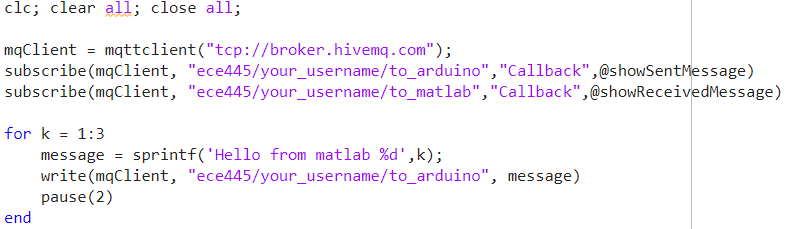 clc; clear all; close all;
mqClient = mqttclient("tcp://broker.hivemq.com");
subscribe(mqClient, "ece445/your_username/to_arduino","Callback",@showSentMessage)
subscribe(mqClient, "ece445/your_username/to_matlab","Callback",@showReceivedMessage)
for k = 1:3
    message = sprintf('Hello from matlab %d',k);
    write(mqClient, "ece445/your_username/to_arduino", message)
    pause(2)
end